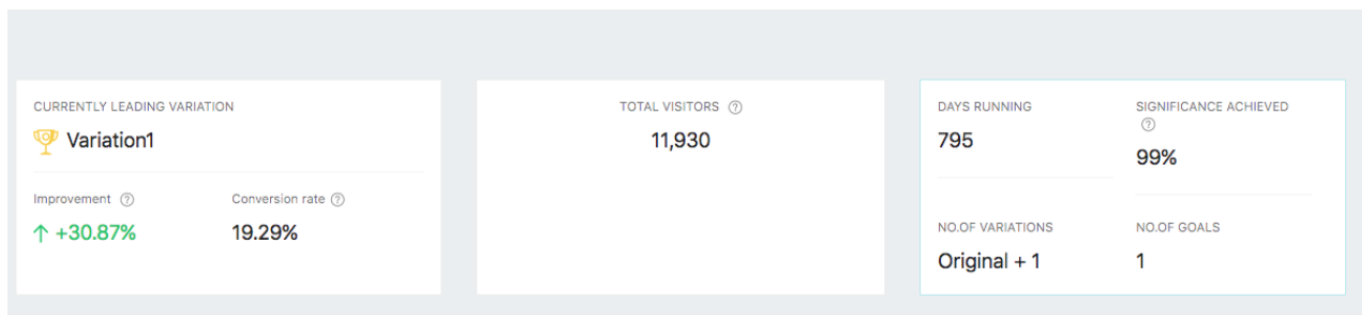 CURRENTLY LEADING VARIATION
Variation1
Improvement ?
Conversion rate ?
↑ +30.87%
19.29%
TOTAL VISITORS ?
11,930
DAYS RUNNING
795
SIGNIFICANCE ACHIEVED
?
99%
NO.OF VARIATIONS
Original + 1
NO.OF GOALS
1